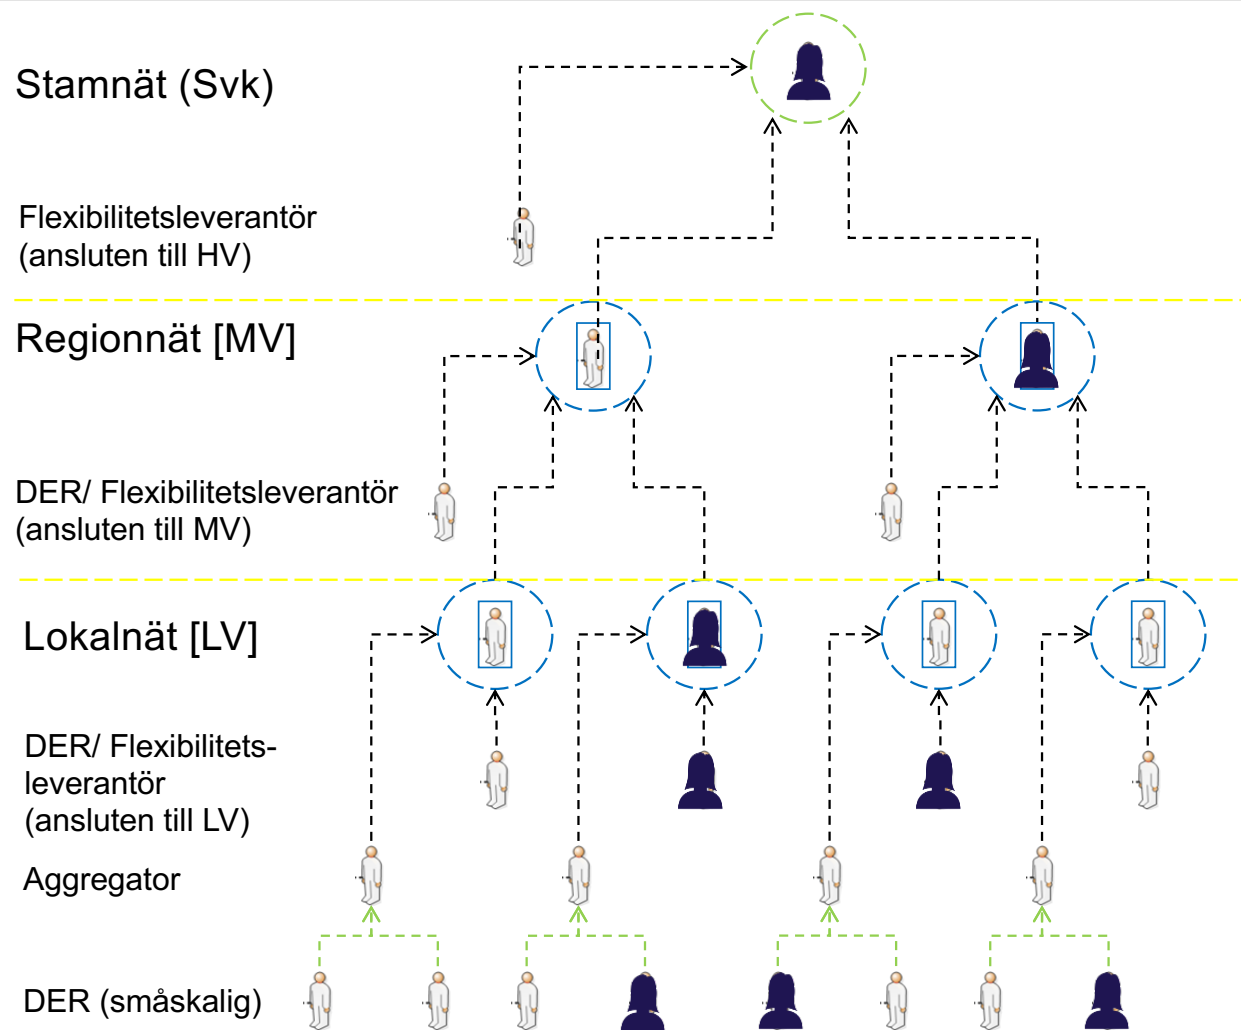 Stamnät (Svk)
Flexibilitetsleverantör
(ansluten till HV)
Regionnät [MV]
DER/ Flexibilitetsleverantör
(ansluten till MV)
Lokalnät [LV]
DER/ Flexibilitets-
leverantör
(ansluten till LV)
Aggregator
DER (småskalig)